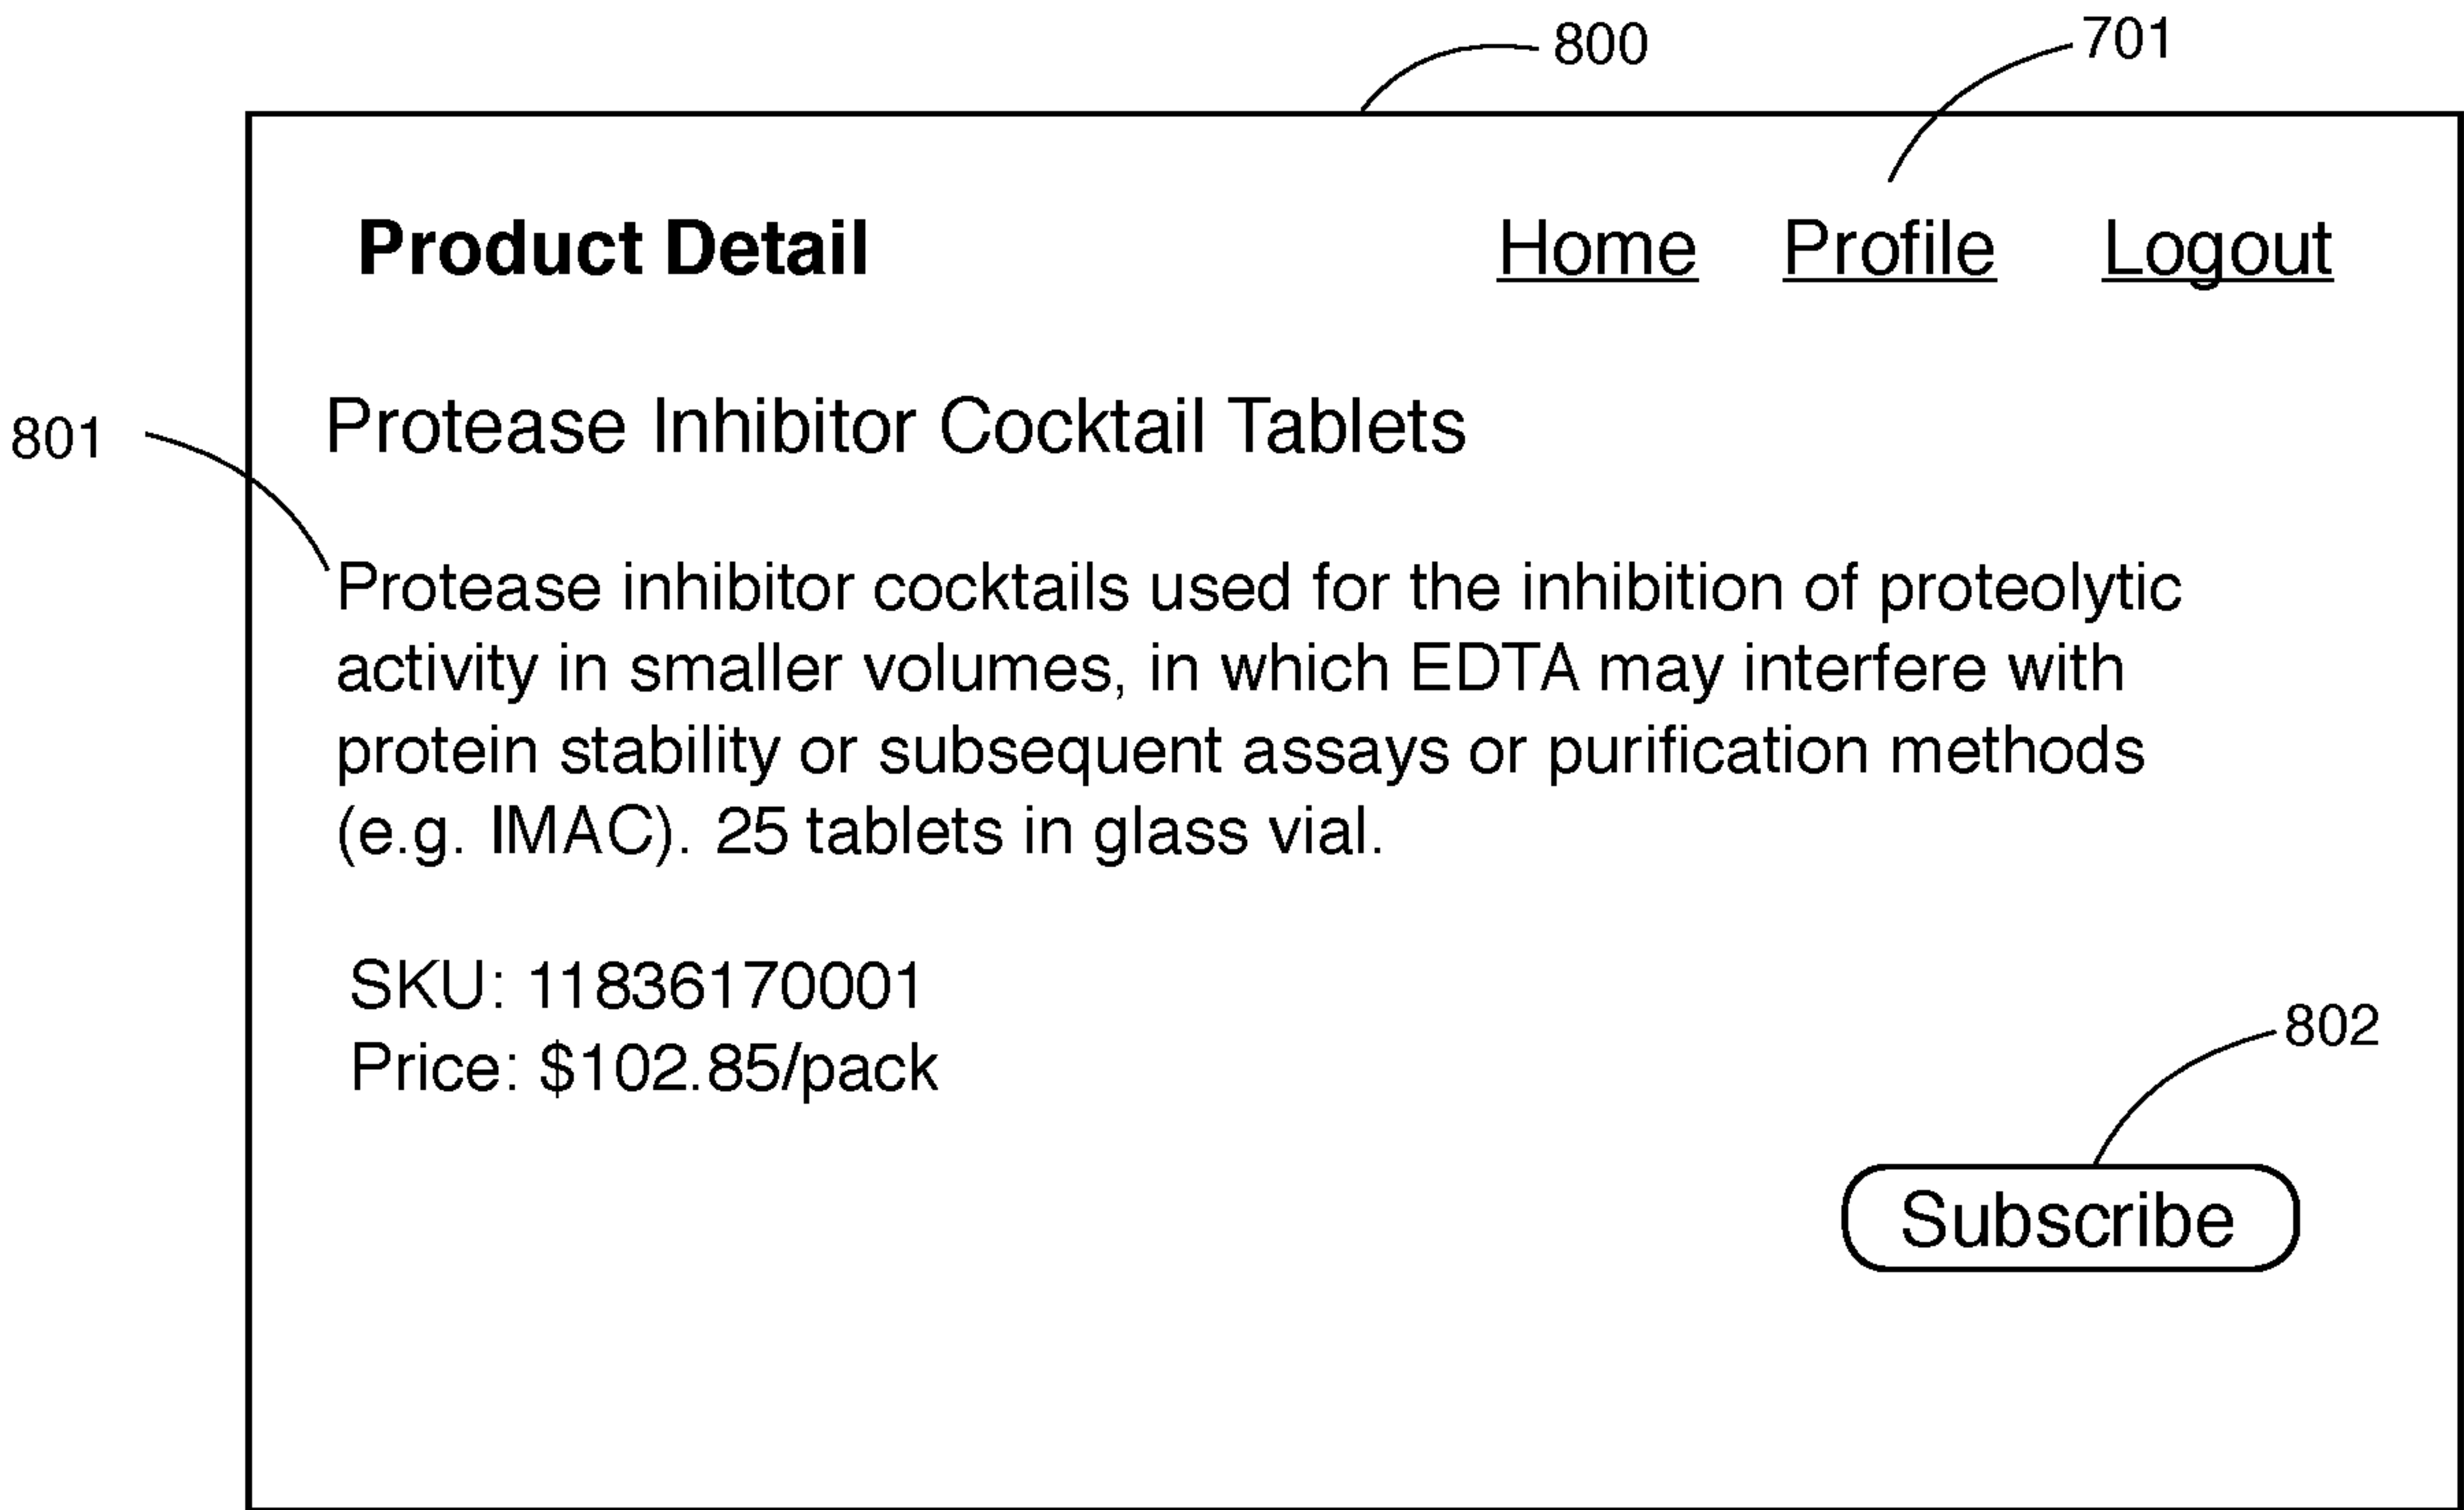 800
701
Product Detail Home Profile Logout
801
Protease Inhibitor Cocktail Tablets
Protease inhibitor cocktails used for the inhibition of proteolytic
activity in smaller volumes, in which EDTA may interfere with
protein stability or subsequent assays or purification methods
(e.g. IMAC). 25 tablets in glass vial.
SKU: 11836170001
Price: $102.85/pack
802
Subscribe